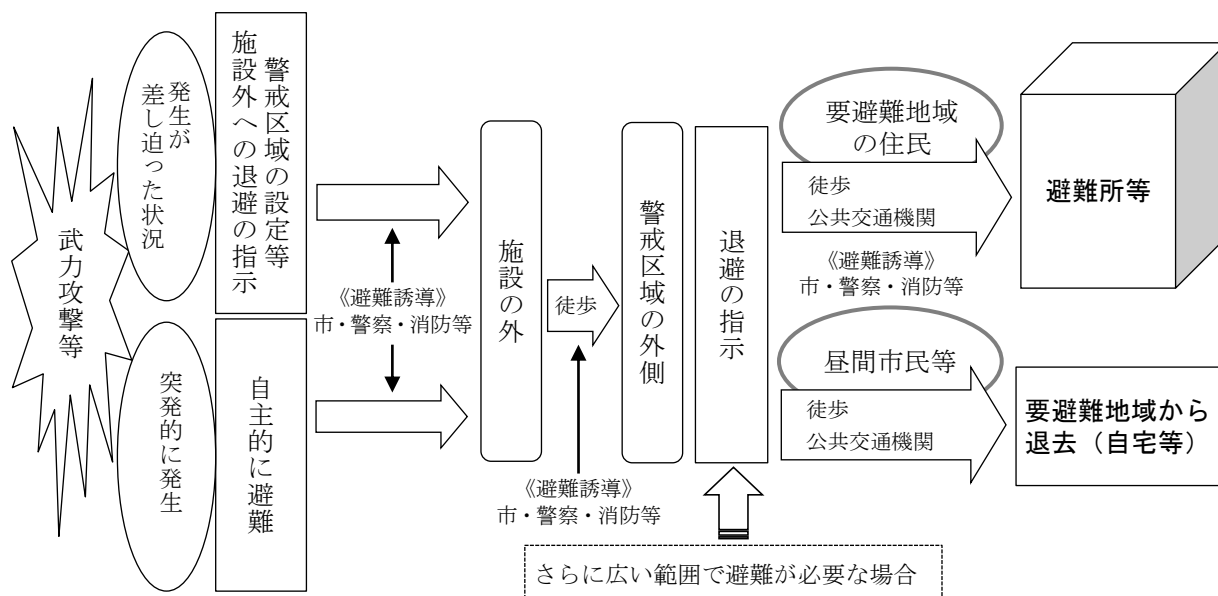 武力攻撃等
発生が
差し迫った状況
警戒区域の設定等
施設外への退避の指示
突発的に発生
自主的に避難
《避難誘導》
市・警察・消防等
施設の外
徒歩
《避難誘導》
市・警察・消防等
警戒区域の外側
退避の指示
さらに広い範囲で避難が必要な場合
要避難地域
の住民
徒歩
公共交通機関
《避難誘導》
市・警察・消防等
避難所等
昼間市民等
徒歩
公共交通機関
要避難地域から
退去（自宅等）